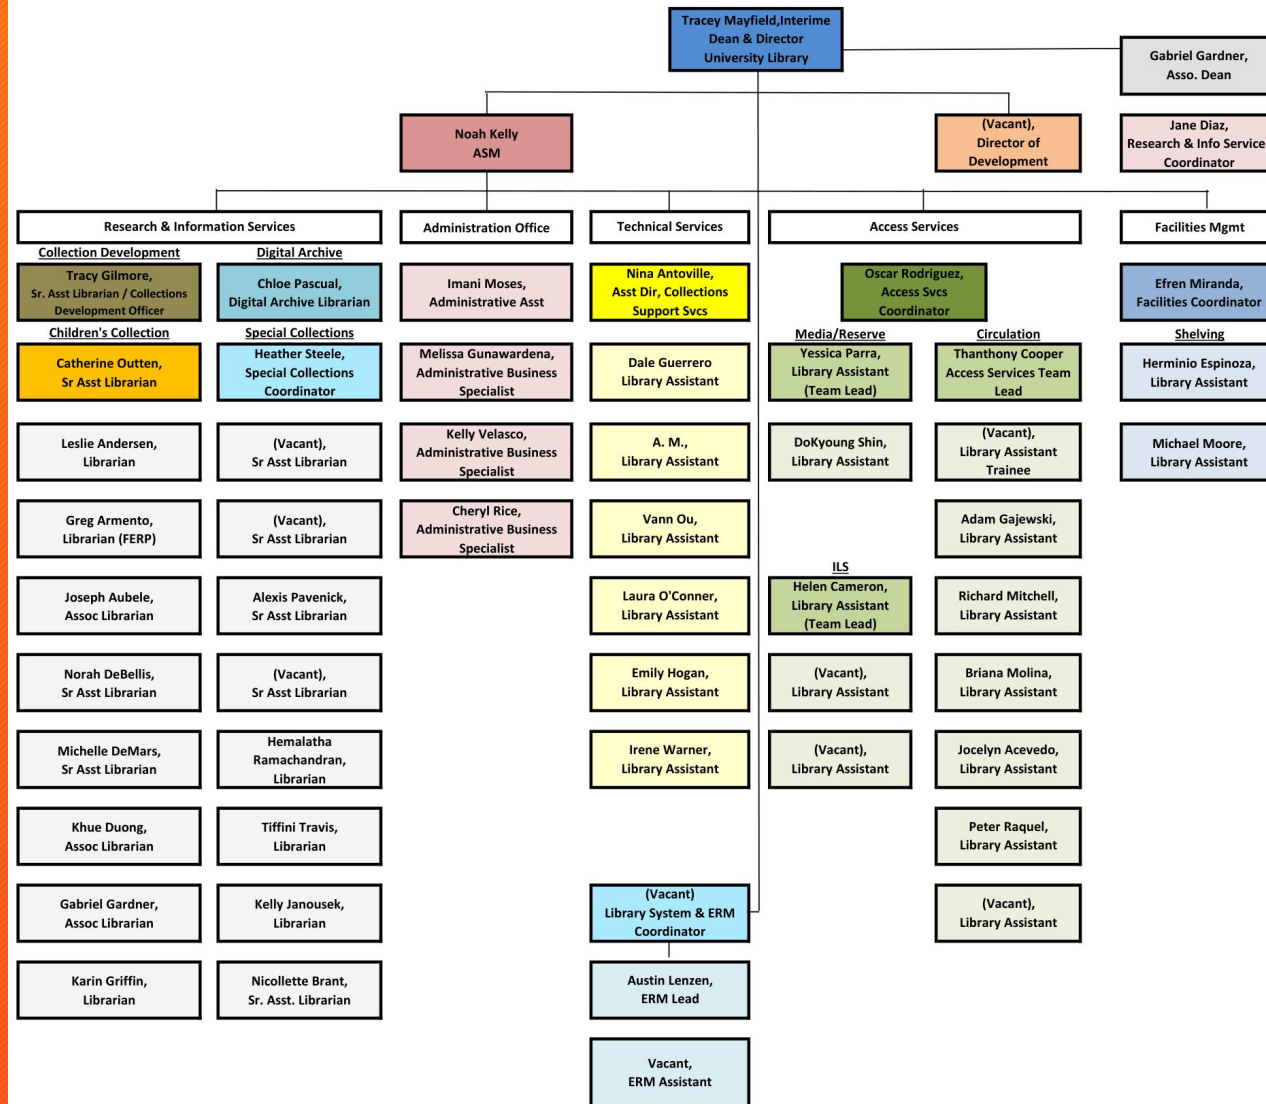 Tracey Mayfield,Interime
Dean & Director
University Library
Gabriel Gardner,
Asso. Dean
Noah Kelly
ASM
(Vacant),
Director of
Development
Jane Diaz,
Research & Info Service
Coordinator
Research & Information Services
Administration Office
Technical Services
Access Services
Facilities Mgmt
Collection Development
Digital Archive
Tracy Gilmore,
Sr. Asst Librarian / Collections
Development Officer
Chloe Pascual,
Digital Archive Librarian
Imani Moses,
Administrative Asst
Nina Antoville,
Asst Dir, Collections
Support Svcs
Oscar Rodriguez,
Access Svcs
Coordinator
Efren Miranda,
Facilities Coordinator
Children's Collection
Special Collections
Media/Reserve
Circulation
Shelving
Catherine Outten,
Sr Asst Librarian
Heather Steele,
Special Collections
Coordinator
Melissa Gunawardena,
Administrative Business
Specialist
Dale Guerrero
Library Assistant
Yessica Parra,
Library Assistant
(Team Lead)
Thanthony Cooper
Access Services Team
Lead
Herminio Espinoza,
Library Assistant
Leslie Andersen,
Librarian
(Vacant),
Sr Asst Librarian
Kelly Velasco,
Administrative Business
Specialist
A. M.,
Library Assistant
DoKyoung Shin,
Library Assistant
(Vacant),
Library Assistant
Trainee
Michael Moore,
Library Assistant
Greg Armento,
Librarian (FERP)
(Vacant),
Sr Asst Librarian
Cheryl Rice,
Administrative Business
Specialist
Vann Ou,
Library Assistant
Adam Gajewski,
Library Assistant
ILS
Joseph Aubele,
Assoc Librarian
Alexis Pavenick,
Sr Asst Librarian
Laura O'Conner,
Library Assistant
Helen Cameron,
Library Assistant
(Team Lead)
Richard Mitchell,
Library Assistant
Norah DeBellis,
Sr Asst Librarian
(Vacant),
Sr Asst Librarian
Emily Hogan,
Library Assistant
(Vacant),
Library Assistant
Briana Molina,
Library Assistant
Michelle DeMars,
Sr Asst Librarian
Hemalatha
Ramachandran,
Librarian
Irene Warner,
Library Assistant
(Vacant),
Library Assistant
Jocelyn Acevedo,
Library Assistant
Khue Duong,
Assoc Librarian
Tiffini Travis,
Librarian
Peter Raquel,
Library Assistant
Gabriel Gardner,
Assoc Librarian
Kelly Janousek,
Librarian
(Vacant)
Library System & ERM
Coordinator
(Vacant),
Library Assistant
Karin Griffin,
Librarian
Nicollette Brant,
Sr. Asst. Librarian
Austin Lenzen,
ERM Lead
Vacant,
ERM Assistant